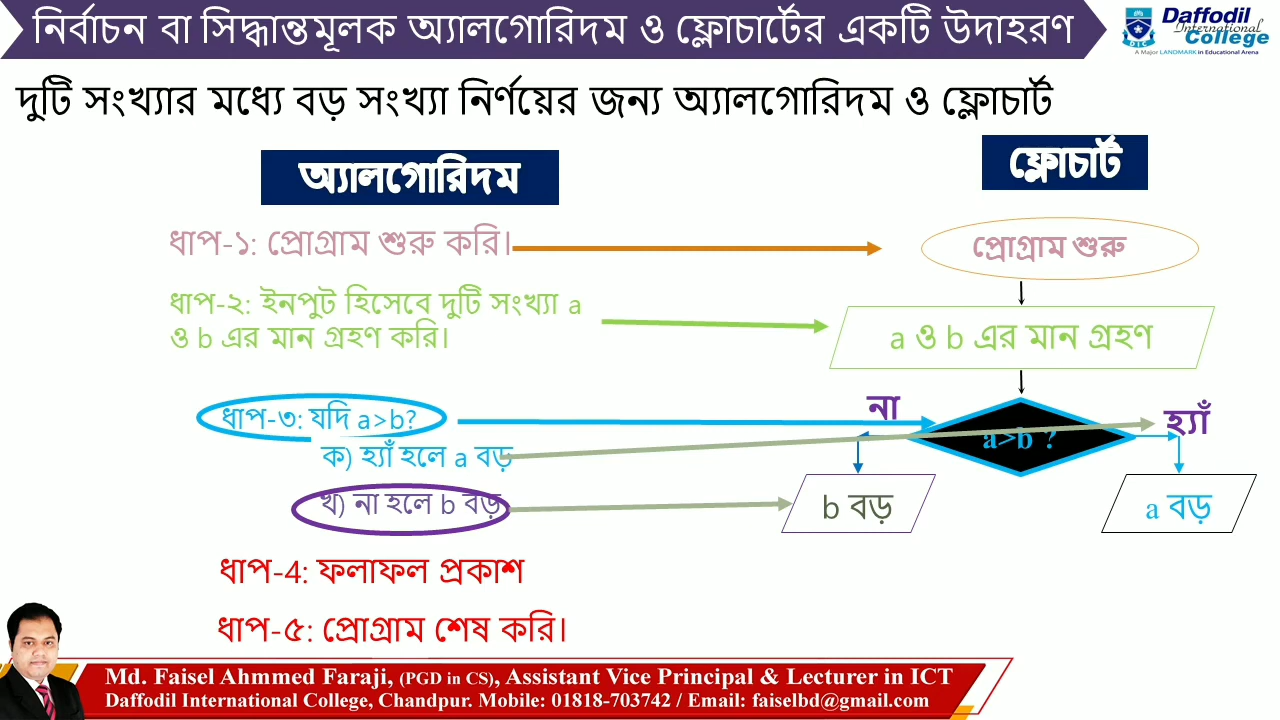 নির্বাচন বা সিদ্ধান্তমূলক অ্যালগোরিদম ও ফ্লোচার্টের একটি উদাহরণ
Daffodil
International
College
DIC
A Major LANDMARK in Educational Arena
দুটি সংখ্যার মধ্যে বড় সংখ্যা নির্ণয়ের জন্য অ্যালগোরিদম ও ফ্লোচার্ট
অ্যালগোরিদম
ফ্লোচার্ট
ধাপ-১: প্রোগ্রাম শুরু করি।
প্রোগ্রাম শুরু
ধাপ-২: ইনপুট হিসেবে দুটি সংখ্যা a
ও b এর মান গ্রহণ করি।
a ও b এর মান গ্রহণ
ধাপ-৩: যদি a>b?
না
a>b ?
হ্যাঁ
ক) হ্যাঁ হলে a বড়
খ) না হলে b বড়
b বড়
a বড়
ধাপ-4: ফলাফল প্রকাশ
ধাপ-৫: প্রোগ্রাম শেষ করি।
Md. Faisel Ahmmed Faraji, (PGD in CS), Assistant Vice Principal & Lecturer in ICT
Daffodil International College, Chandpur. Mobile: 01818-703742 / Email: faiselbd@gmail.com